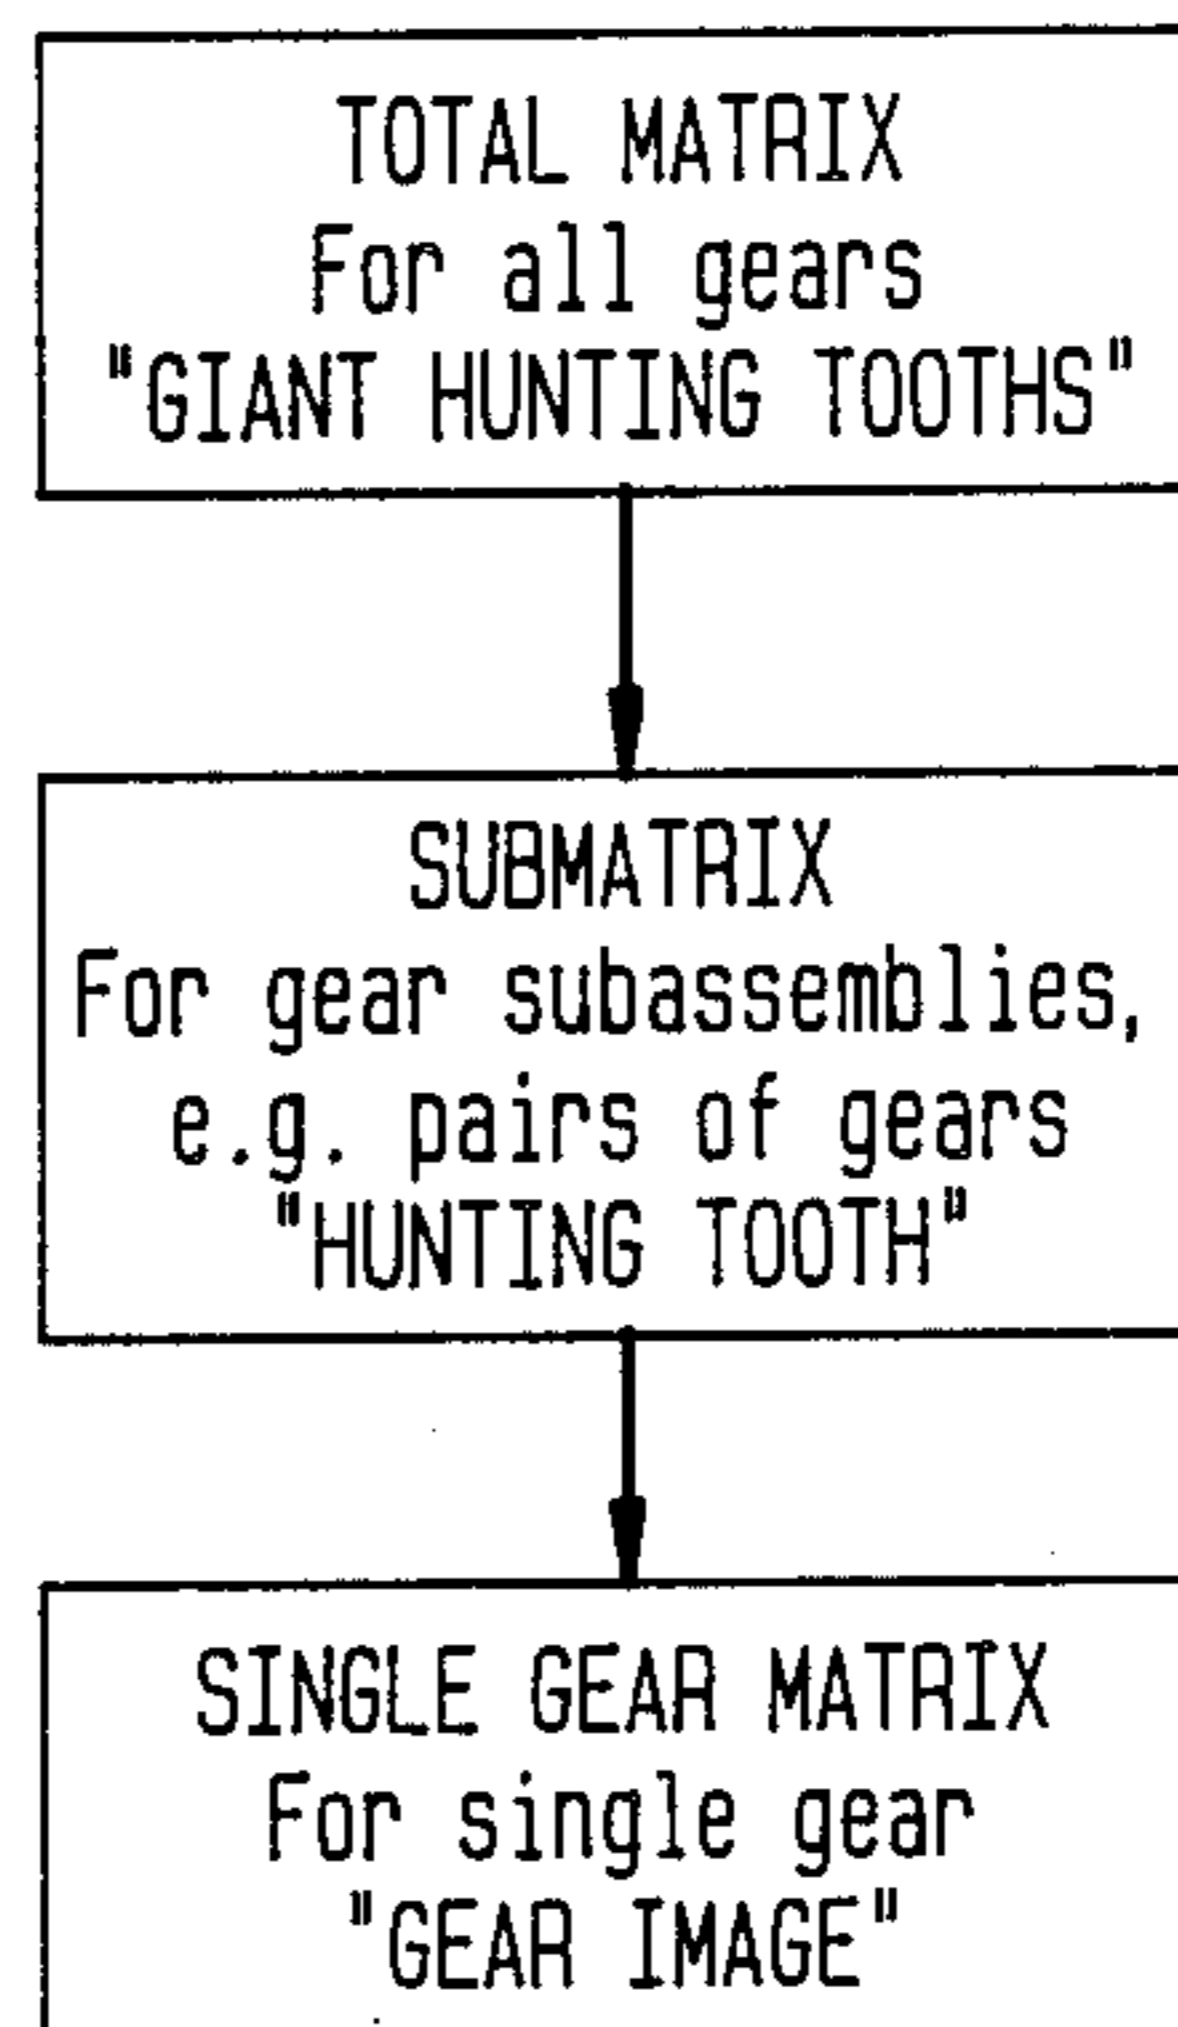 TOTAL MATRIX
For all gears
"GIANT HUNTING TOOTHS"
SUBMATRIX
For gear subassemblies,
e.g. pairs of gears
"HUNTING TOOTH"
SINGLE GEAR MATRIX
For single gear
"GEAR IMAGE"